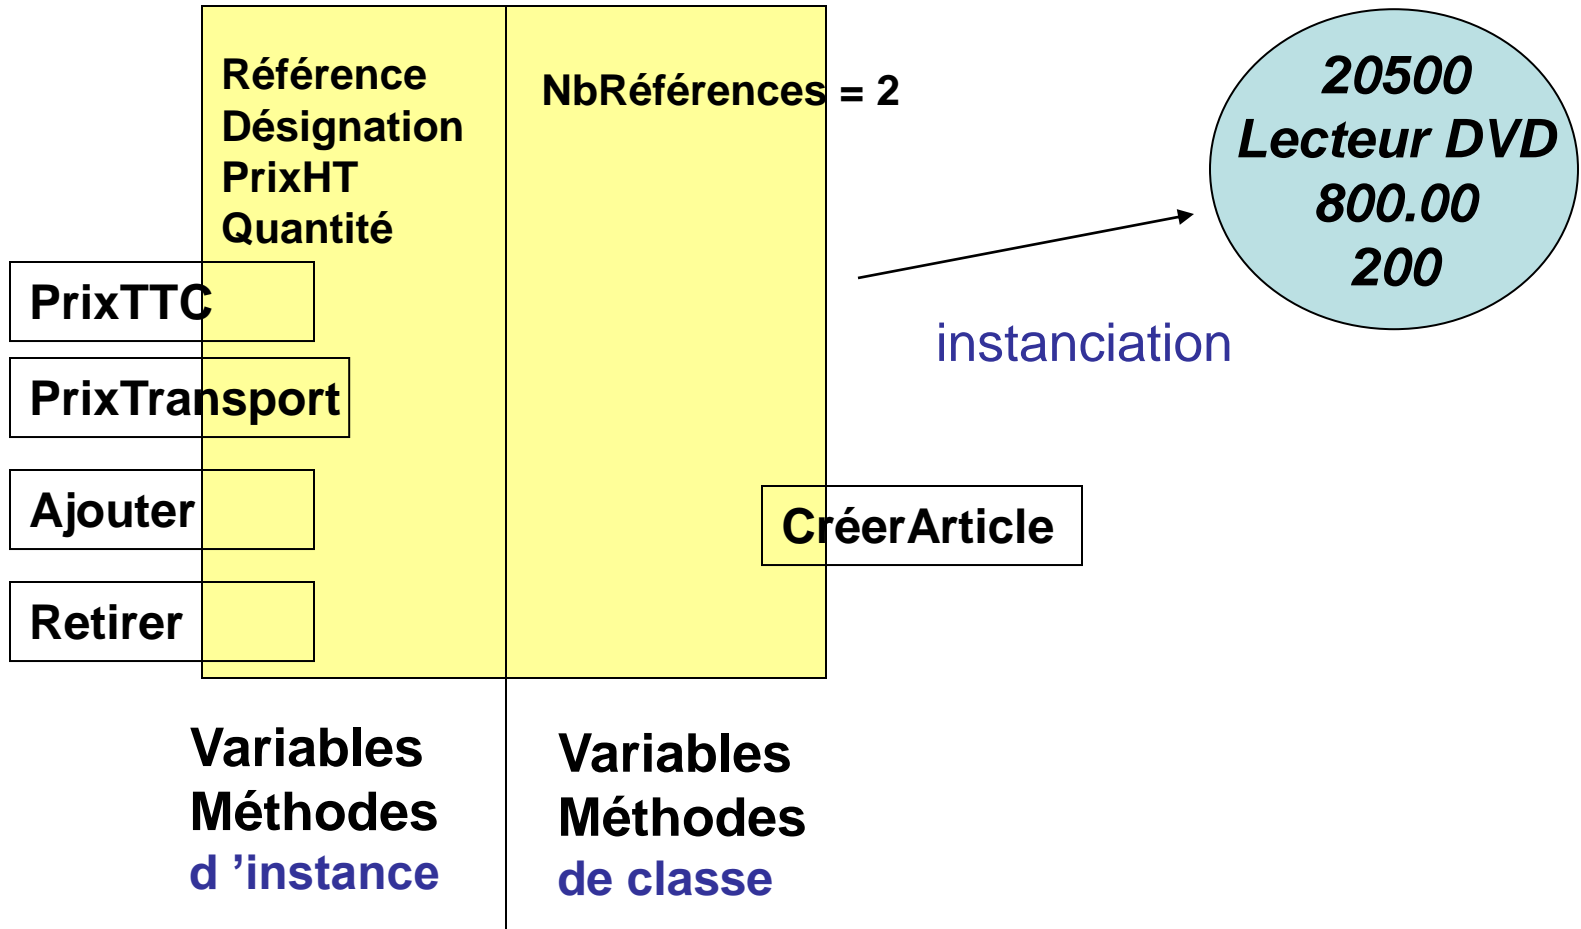 Référence
Désignation
PrixHT
Quantité
NbRéférences = 2
20500
Lecteur DVD
800.00
200
PrixTTC
instanciation
PrixTransport
Ajouter
CréerArticle
Retirer
Variables
Méthodes
d ’instance
Variables
Méthodes
de classe